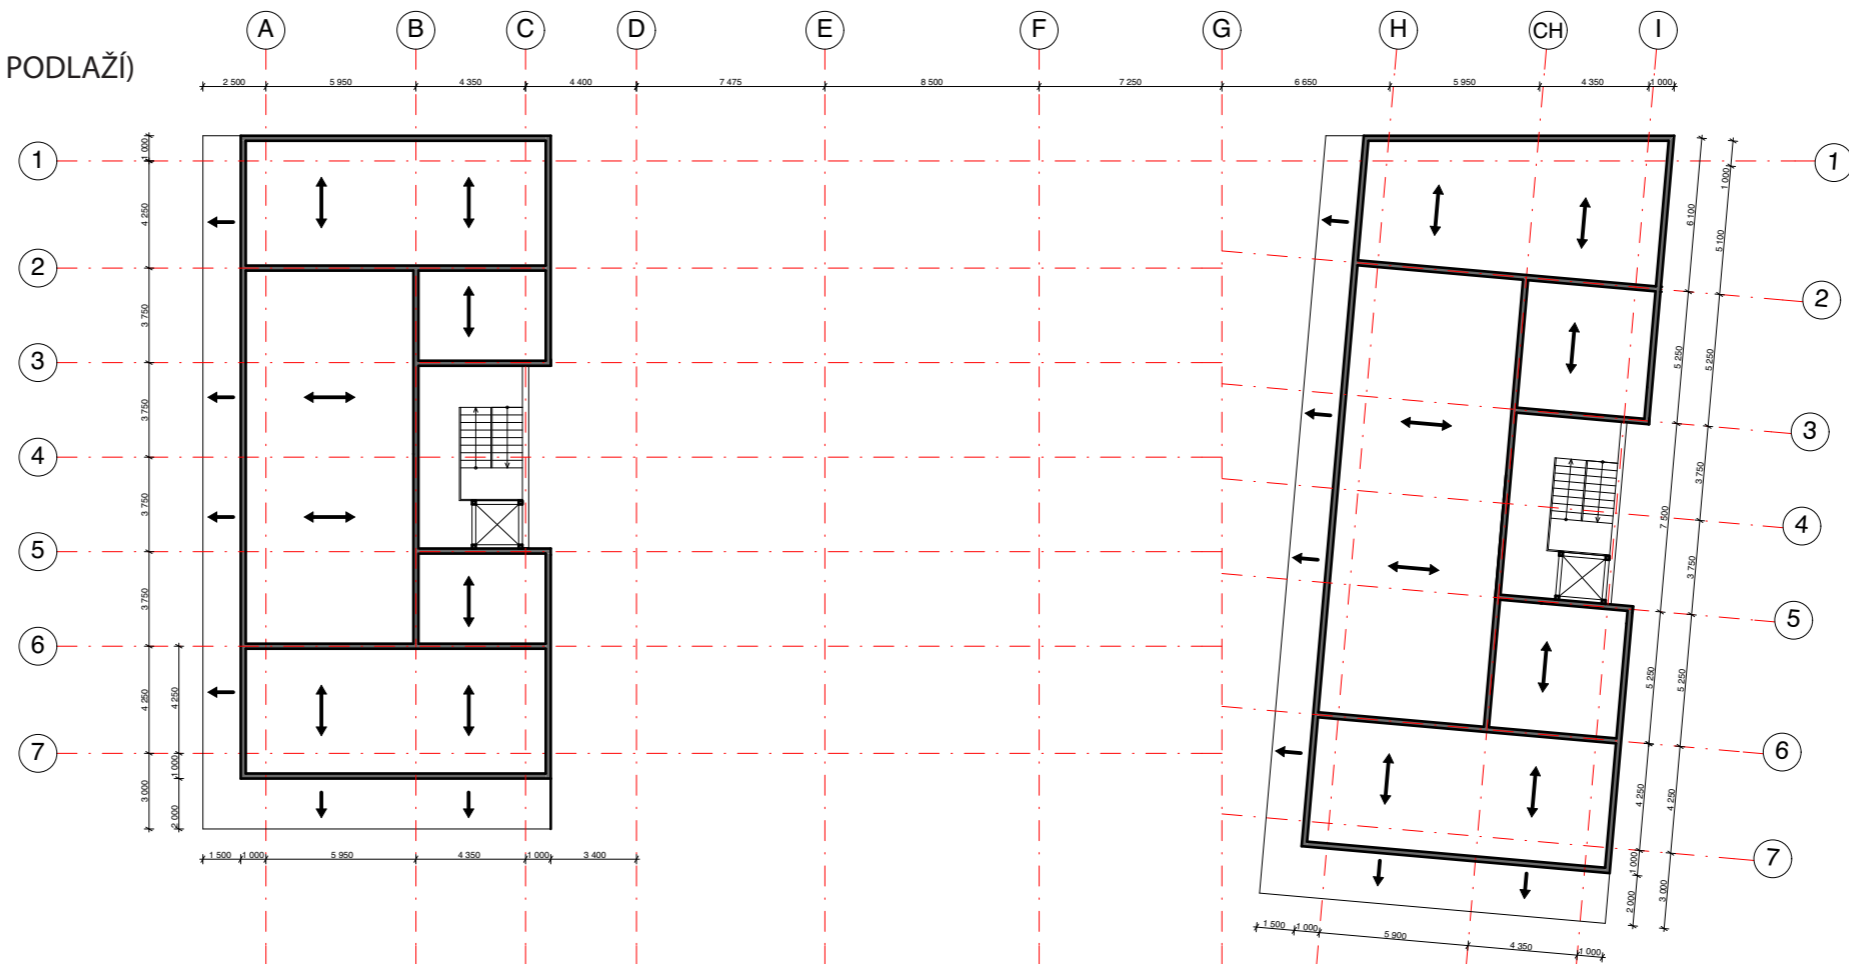 A B C D E F G H CH I
PODLAŽÍ)
2 500 5 950 4 350 4 400 7 475 8 500 7 250 6 650 5 950 4 350 1 000
1 1 000 1 000 1
4 250 6 100 5 100
2 2
3 750 5 250 5 250
3 3
3 750 3 750
4 7 500 4
3 750 3 750
5 5
3 750 5 250 5 250
6 6
4 250 4 250 4 250 4 250
7 7
1 000 1 000
3 000 2 000 2 000 3 000
1 500 1 000 5 950 4 350 1 000 3 400
1 500 1 000 5 900 4 350 1 000